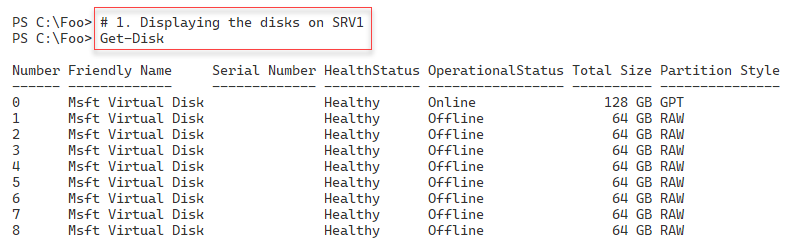 PS C:\Foo> # 1. Displaying the disks on SRV1
PS C:\Foo> Get-Disk
Number Friendly Name     Serial Number HealthStatus OperationalStatus Total Size Partition Style
------ -------------     ------------- ------------ ----------------- ---------- ---------------
0      Msft Virtual Disk               Healthy      Online                128 GB GPT
1      Msft Virtual Disk               Healthy      Offline                64 GB RAW
2      Msft Virtual Disk               Healthy      Offline                64 GB RAW
3      Msft Virtual Disk               Healthy      Offline                64 GB RAW
4      Msft Virtual Disk               Healthy      Offline                64 GB RAW
5      Msft Virtual Disk               Healthy      Offline                64 GB RAW
6      Msft Virtual Disk               Healthy      Offline                64 GB RAW
7      Msft Virtual Disk               Healthy      Offline                64 GB RAW
8      Msft Virtual Disk               Healthy      Offline                64 GB RAW